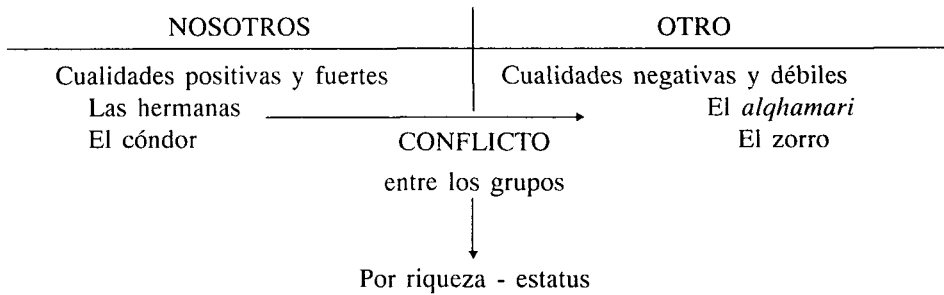 NOSOTROS OTRO
Cualidades positivas y fuertes Cualidades negativas y débiles
Las hermanas El alqhamari
El cóndor CONFLICTO El zorro
entre los grupos
Por riqueza - estatus